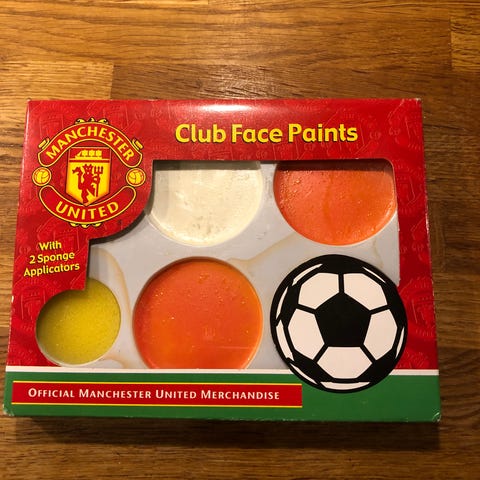 MANCHESTER
UNITED
Club Face Paints
With
2 Sponge
Applicators
OFFICIAL MANCHESTER UNITED MERCHANDISE